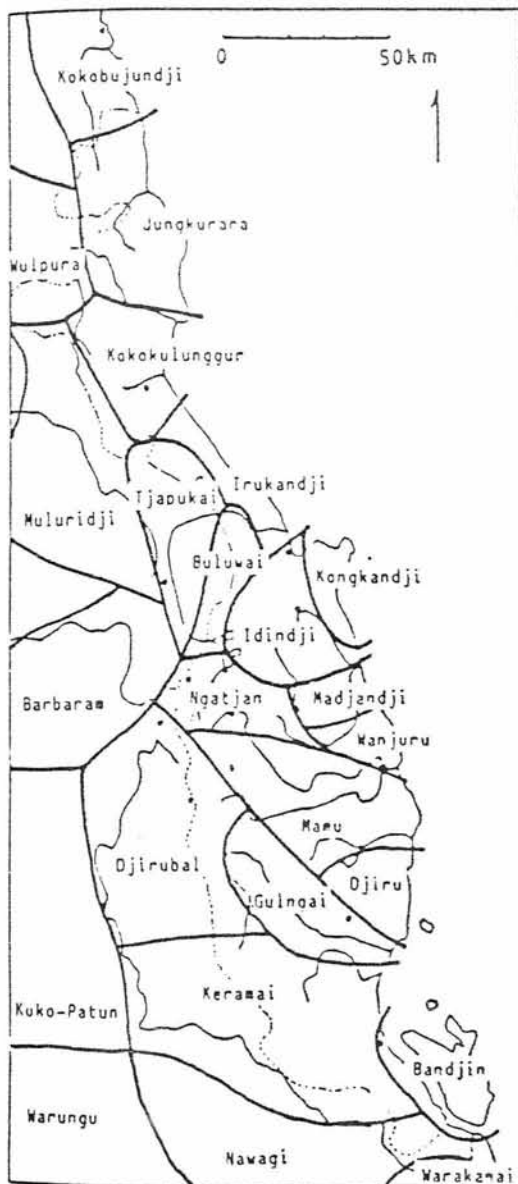 0 50km
Kokobujundji
Jungkurara
Wulpura
Kokokulunggur
Irukandji
Tjapukai
Muluridji
Buluwai
Kongkandji
Idindji
Ngatjan
Madjandji
Barbaram
Wanjuru
Mamu
Djirubal
Djiru
Gulngai
Keramai
Koko-Patun
Bandjin
Warungu
Nawagi
Warakamai